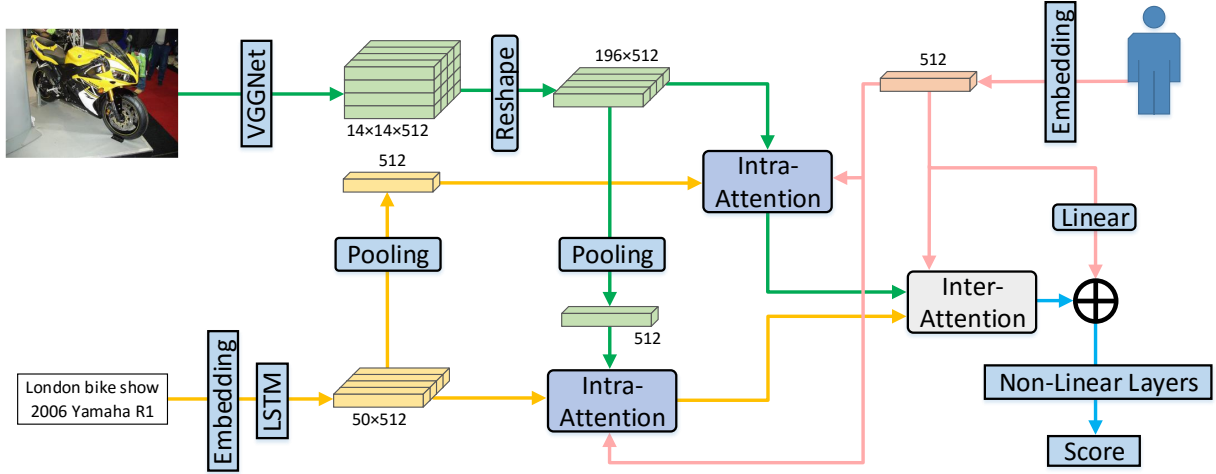 VGGNet
14×14×512
Reshape
196×512
512
Embedding
512
Intra-
Attention
Linear
Pooling
Pooling
Inter-
Attention
512
London bike show
2006 Yamaha R1
Embedding
LSTM
50×512
Intra-
Attention
Non-Linear Layers
Score